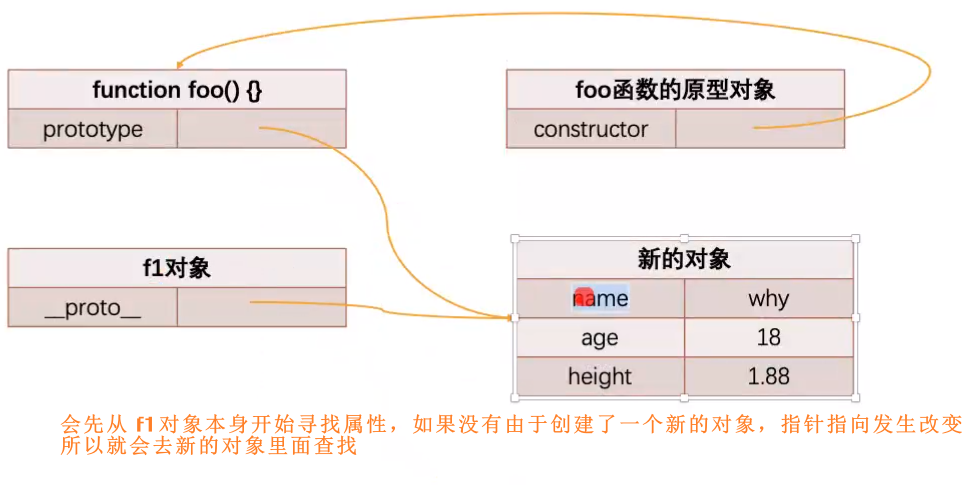 function foo() {}
prototype
foo函数的原型对象
constructor
f1对象
__proto__
新的对象
name why
age 18
height 1.88
会先从 f1对象本身开始寻找属性，如果没有由于创建了一个新的对象，指针指向发生改变
所以就会去新的对象里面查找